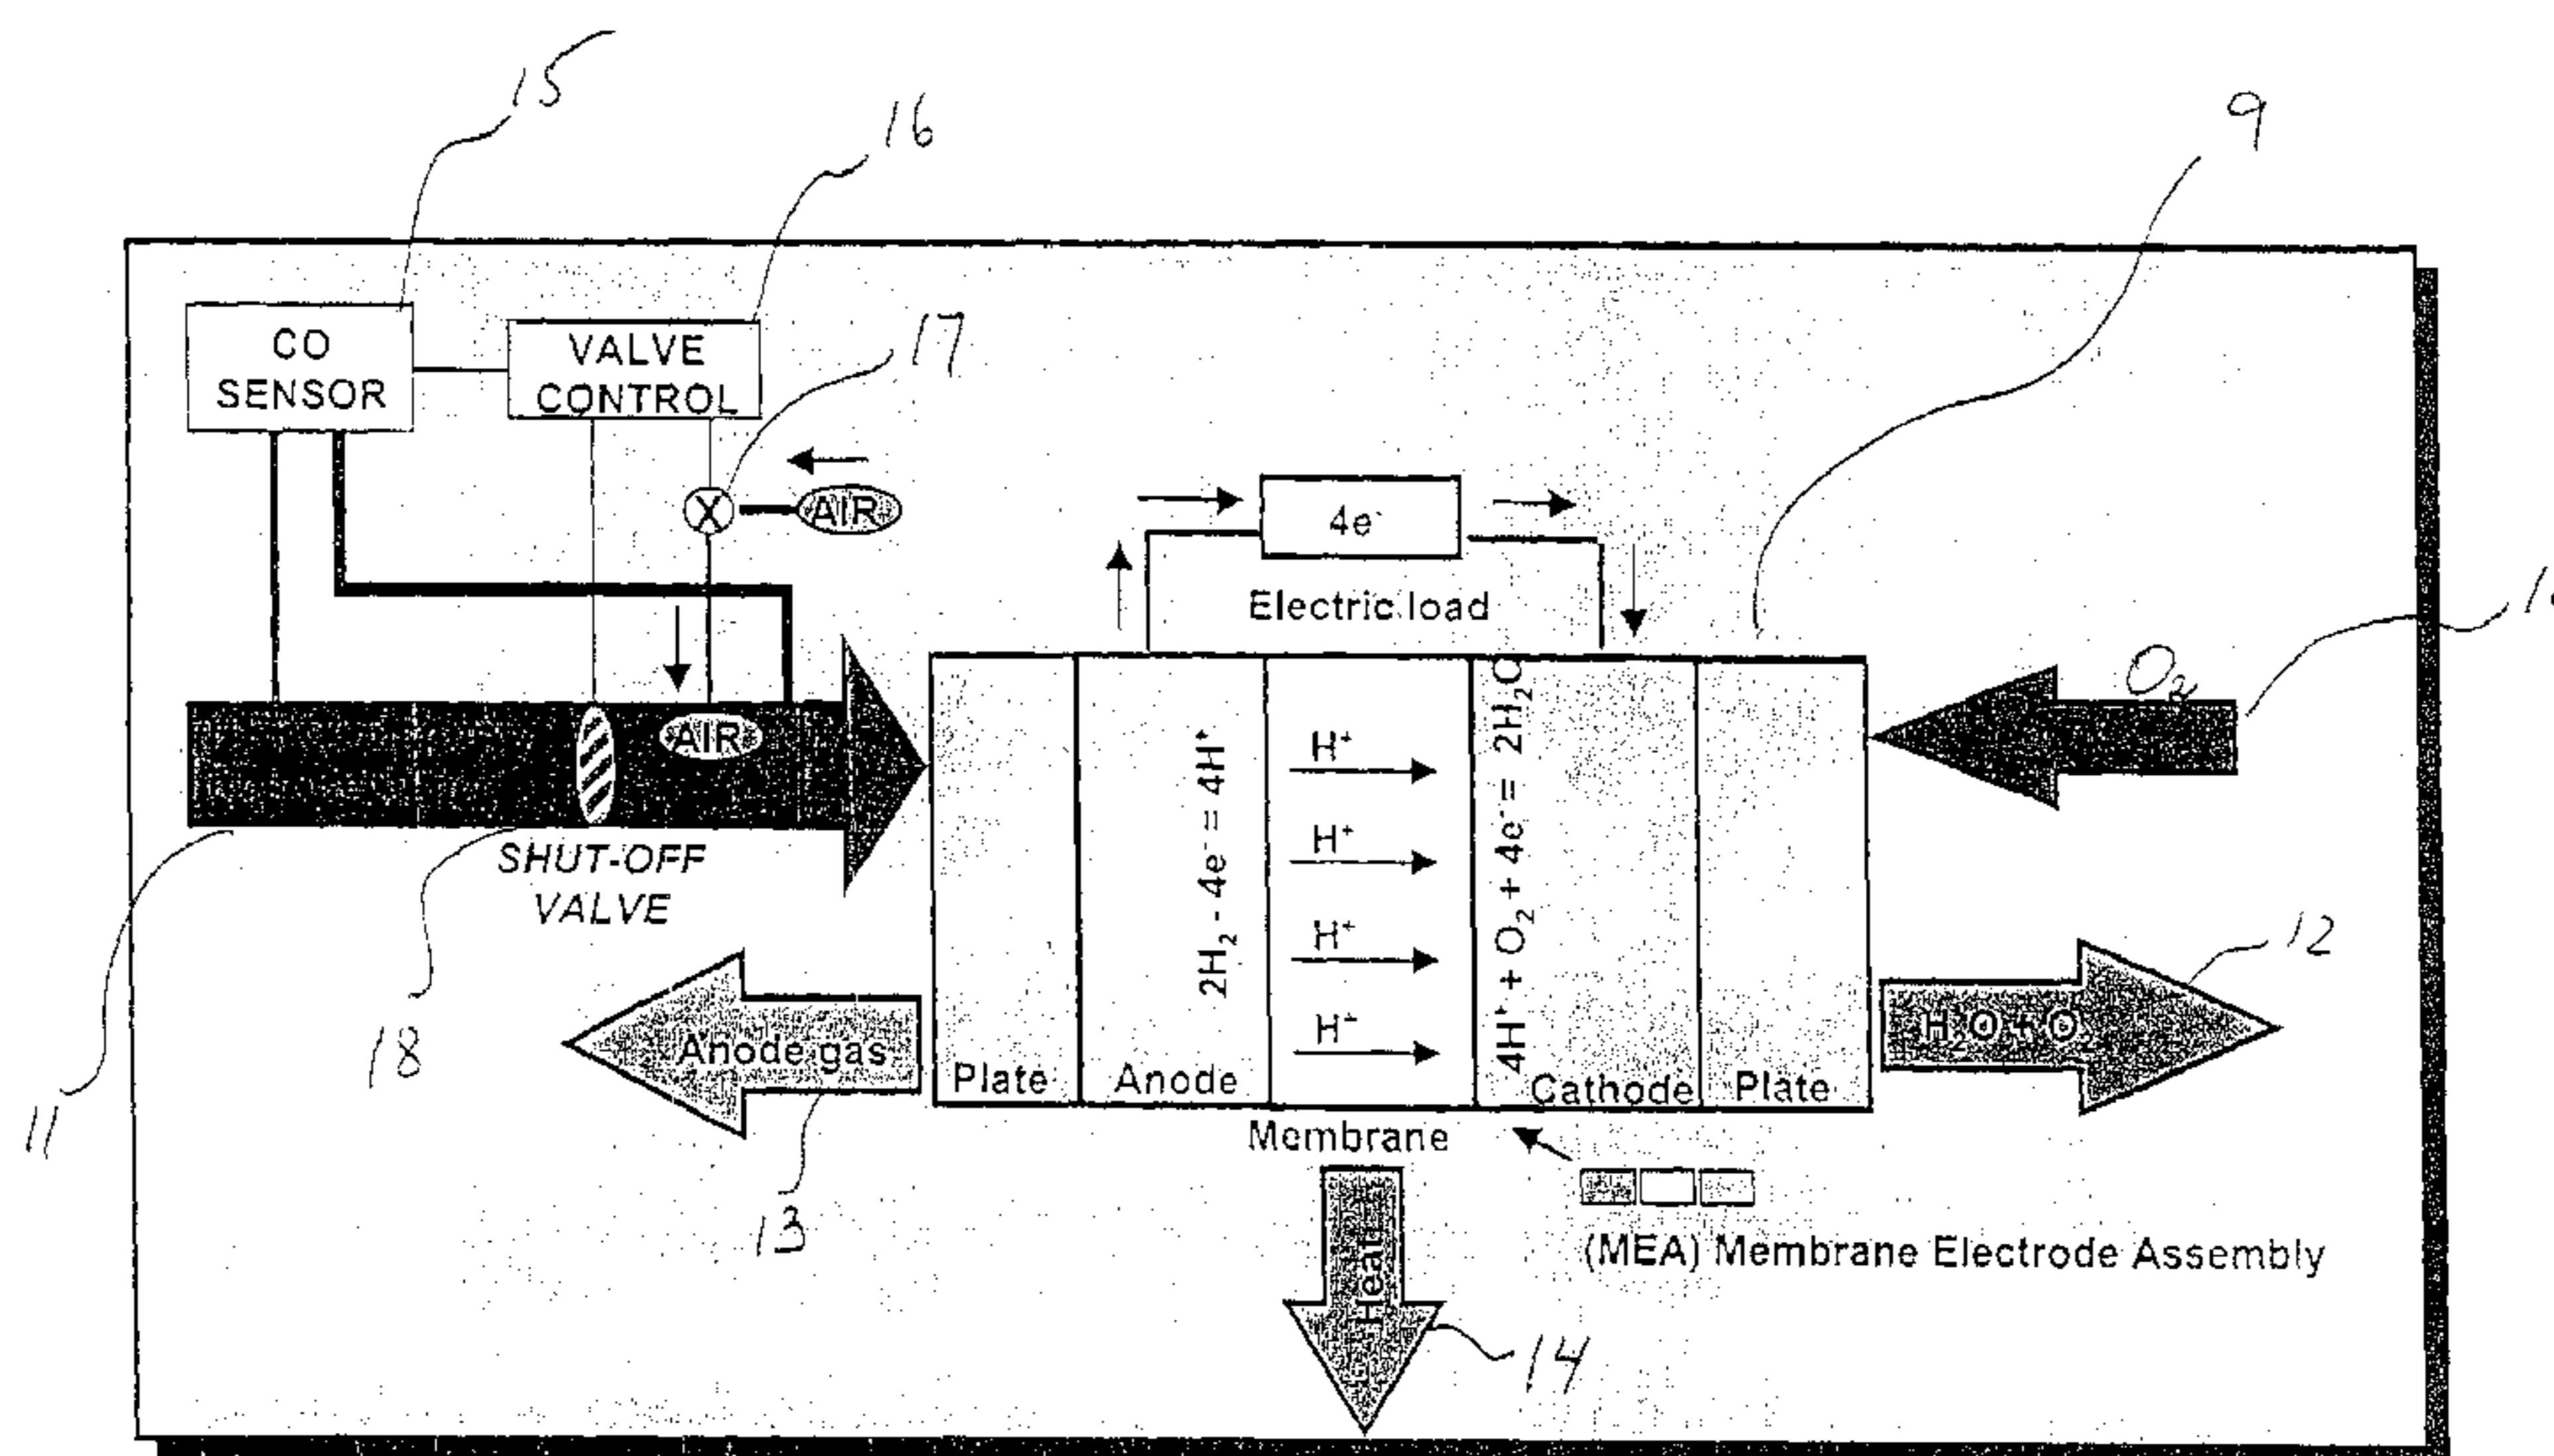 15
16
9
CO
SENSOR
VALVE
CONTROL
17
X
AIR
4e⁻
Electric load
O₂
AIR
SHUT-OFF
VALVE
2H₂ - 4e⁻ = 4H⁺
H⁺
H⁺
H⁺
H⁺
4H⁺ + O₂ + 4e⁻ = 2H₂O
12
H₂O + O₂
18
Anode gas
Plate
Anode
Cathode
Plate
11
Membrane
13
Heat
(MEA) Membrane Electrode Assembly
14